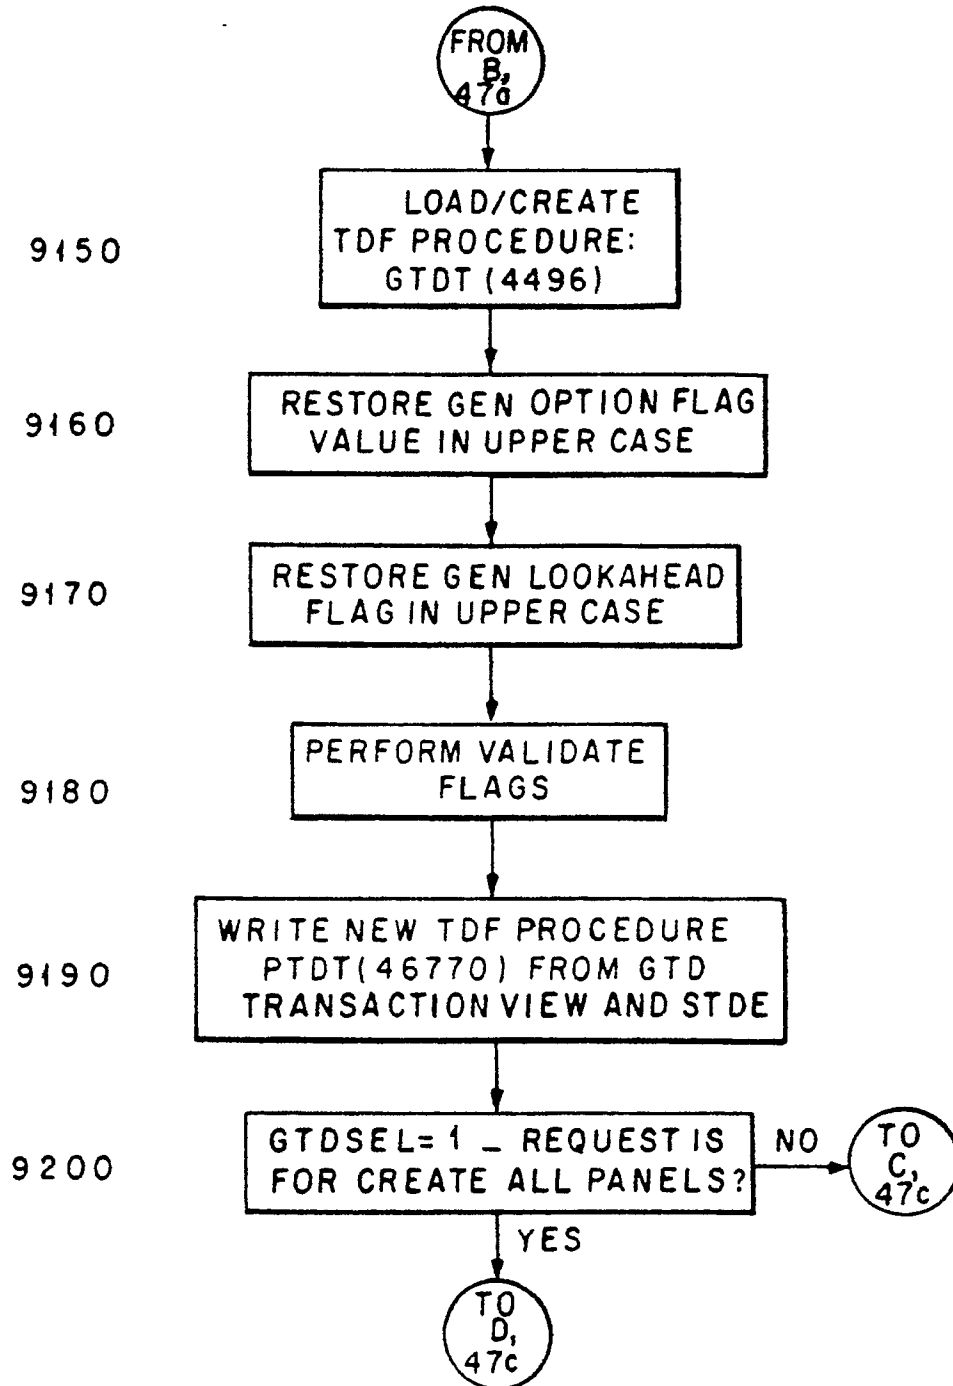 FROM
B,
47a
9150
LOAD/CREATE
TDF PROCEDURE:
GTDT (4496)
9160
RESTORE GEN OPTION FLAG
VALUE IN UPPER CASE
9170
RESTORE GEN LOOKAHEAD
FLAG IN UPPER CASE
9180
PERFORM VALIDATE
FLAGS
9190
WRITE NEW TDF PROCEDURE
PTDT(46770) FROM GTD
TRANSACTION VIEW AND STDE
9200
GTDSEL=1 – REQUEST IS
FOR CREATE ALL PANELS?
NO
TO
C,
47c
YES
TO
D,
47c